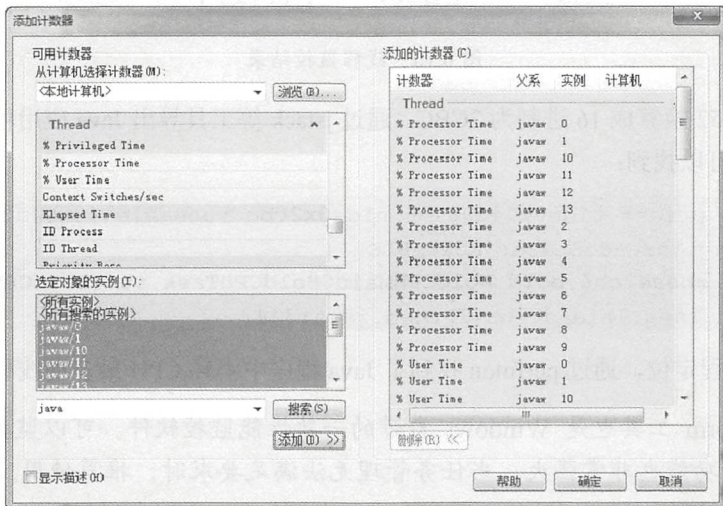 添加计数器
可用计数器
从计算机选择计数器(M):
<本地计算机>
浏览(B)...
Thread
% Privileged Time
% Processor Time
% User Time
Context Switches/sec
Elapsed Time
ID Process
ID Thread
Priority Base
选定对象的实例(I):
<所有实例>
<所有搜索的实例>
javaw/0
javaw/1
javaw/10
javaw/11
javaw/12
javaw/13
java
搜索(S)
添加(D) >>
显示描述
添加的计数器(C)
计数器 父系 实例 计算机
Thread
% Processor Time javaw 0
% Processor Time javaw 1
% Processor Time javaw 10
% Processor Time javaw 11
% Processor Time javaw 12
% Processor Time javaw 13
% Processor Time javaw 2
% Processor Time javaw 3
% Processor Time javaw 4
% Processor Time javaw 5
% Processor Time javaw 6
% Processor Time javaw 7
% Processor Time javaw 8
% Processor Time javaw 9
% User Time javaw 0
% User Time javaw 1
% User Time javaw 10
删除(R) <<
帮助
确定
取消